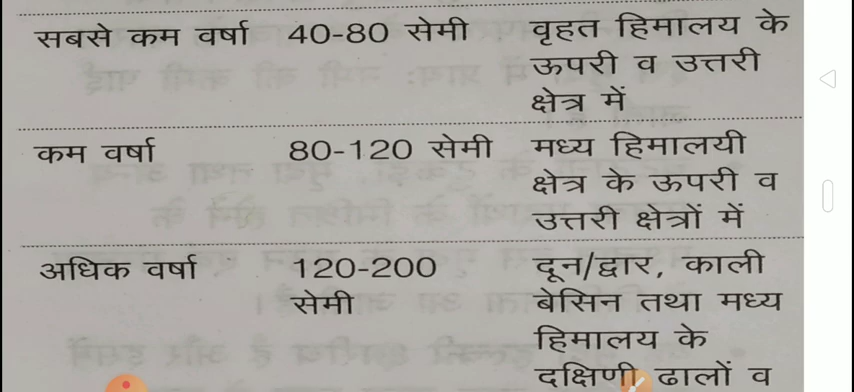 सबसे कम वर्षा 40-80 सेमी वृहत हिमालय के
ऊपरी व उत्तरी
क्षेत्र में
कम वर्षा 80-120 सेमी मध्य हिमालयी
क्षेत्र के ऊपरी व
उत्तरी क्षेत्रों में
अधिक वर्षा 120-200 दून/द्वार, काली
सेमी बेसिन तथा मध्य
हिमालय के
दक्षिणी ढालों व